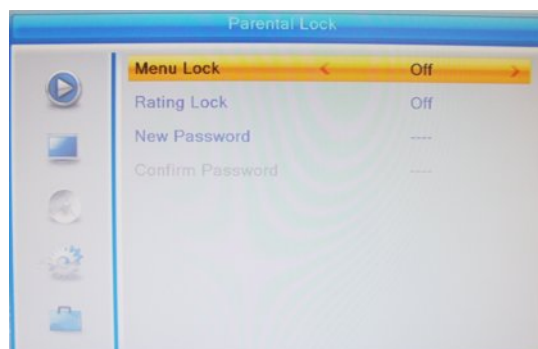 Parental Lock
Menu Lock < Off >
Rating Lock Off
New Password ----
Confirm Password ----